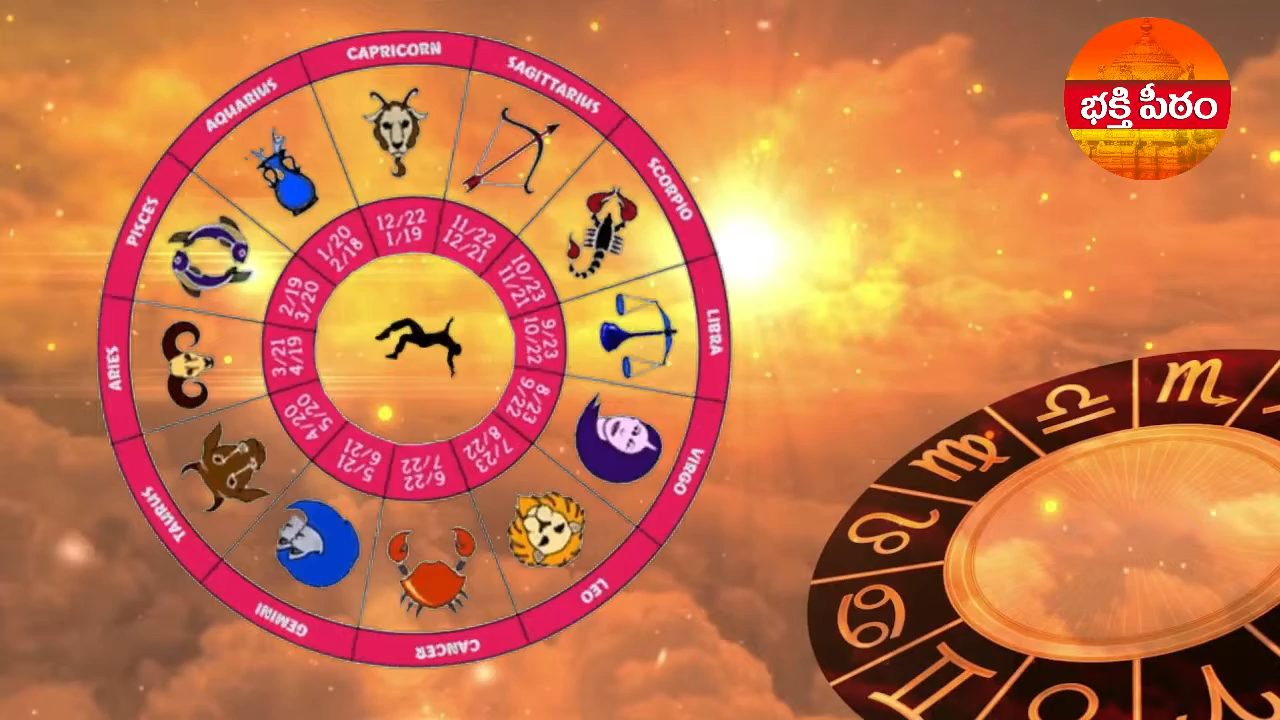 CAPRICORN
SAGITTARIUS
SCORPIO
LIBRA
VIRGO
LEO
CANCER
GEMINI
TAURUS
ARIES
PISCES
AQUARIUS
12/22
1/19
11/22
12/21
10/23
11/21
9/23
10/22
8/23
9/22
7/23
8/22
6/22
7/22
5/21
6/21
4/20
5/20
3/21
4/19
2/19
3/20
1/20
2/18
భక్తి పీఠం